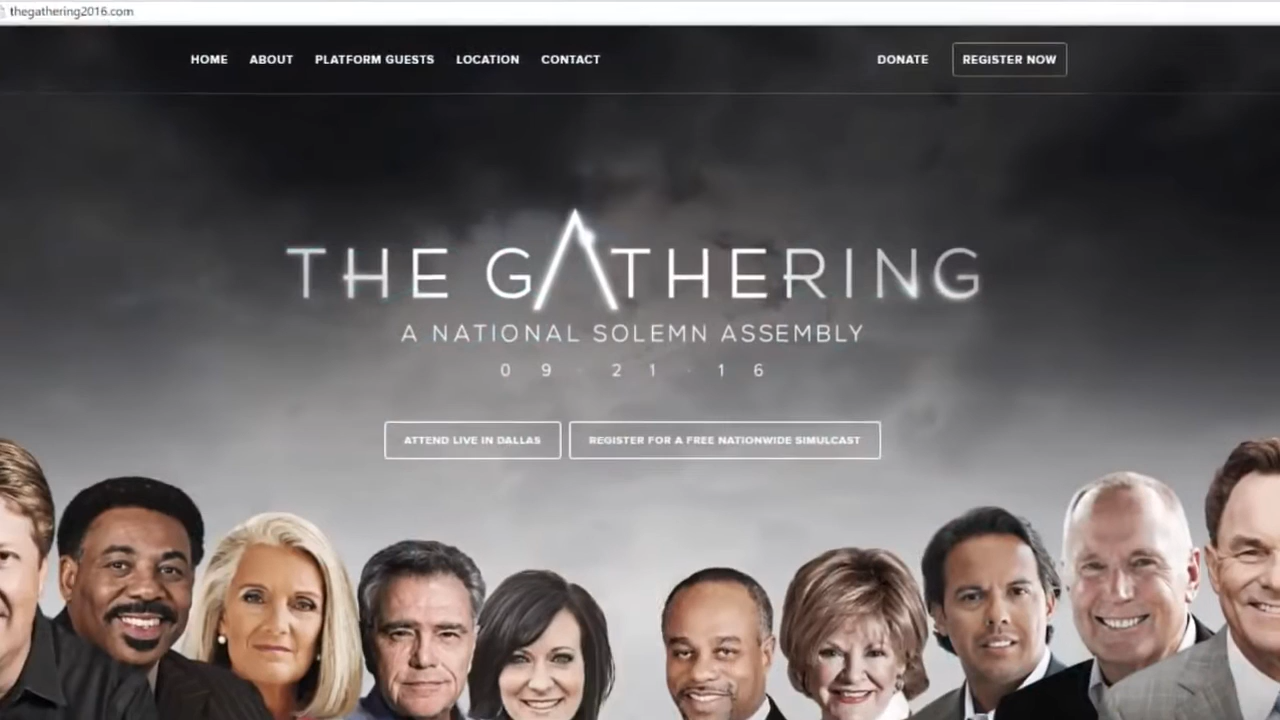 thegathering2016.com
HOME ABOUT PLATFORM GUESTS LOCATION CONTACT DONATE REGISTER NOW
THE GATHERING
A NATIONAL SOLEMN ASSEMBLY
09 · 21 · 16
ATTEND LIVE IN DALLAS REGISTER FOR A FREE NATIONWIDE SIMULCAST